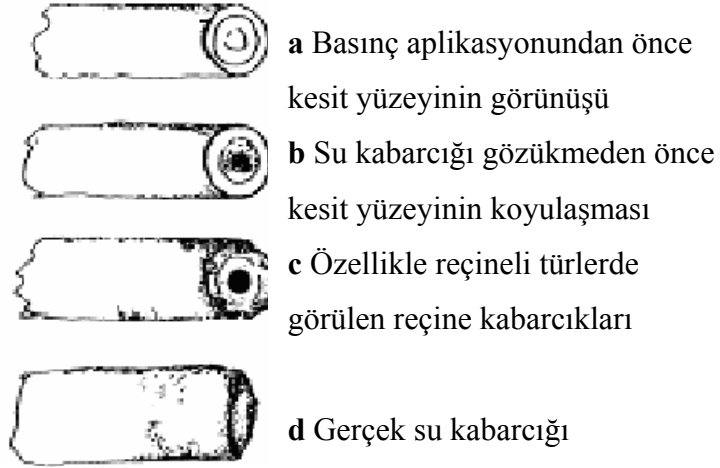 a Basınç aplikasyonundan önce
kesit yüzeyinin görünüşü
b Su kabarcığı gözükmeden önce
kesit yüzeyinin koyulaşması
c Özellikle reçineli türlerde
görülen reçine kabarcıkları
d Gerçek su kabarcığı